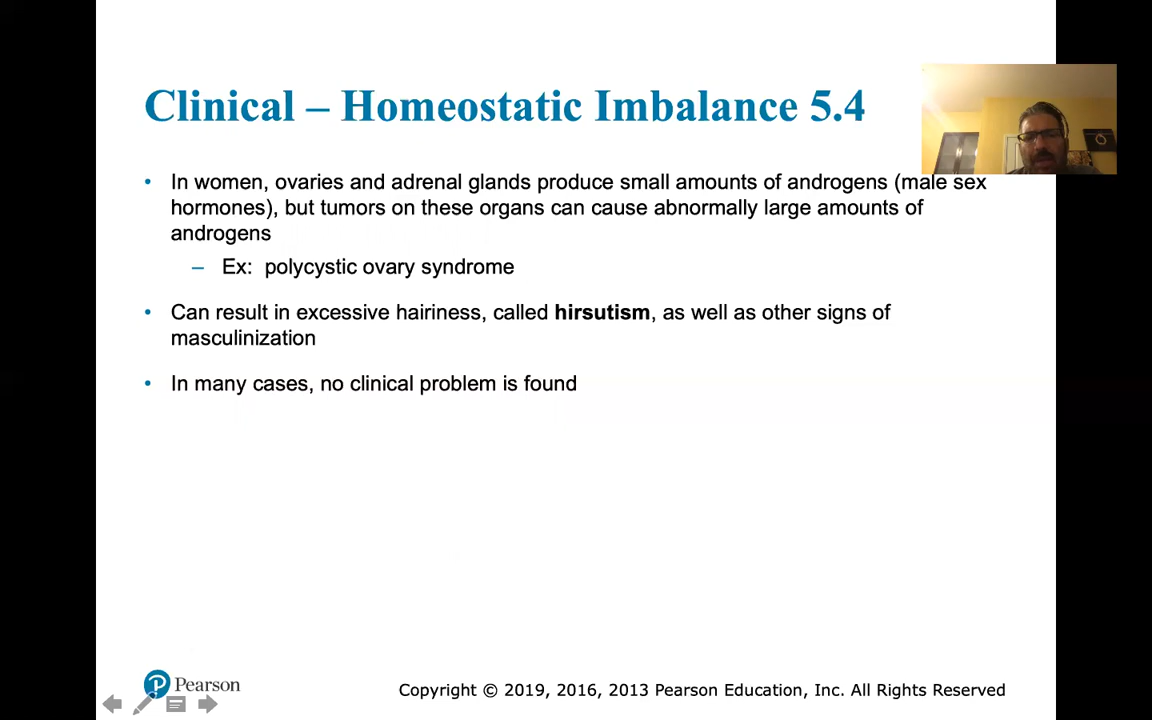 Clinical – Homeostatic Imbalance 5.4
• In women, ovaries and adrenal glands produce small amounts of androgens (male sex
hormones), but tumors on these organs can cause abnormally large amounts of
androgens
– Ex: polycystic ovary syndrome
• Can result in excessive hairiness, called hirsutism, as well as other signs of
masculinization
• In many cases, no clinical problem is found
Pearson
Copyright © 2019, 2016, 2013 Pearson Education, Inc. All Rights Reserved